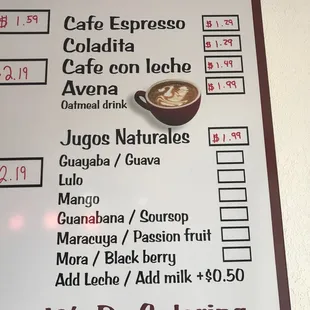 $1.59
Cafe Espresso $1.29
Coladita $1.29
Cafe con leche $1.49
$2.19
Avena $1.99
Oatmeal drink
Jugos Naturales $1.99
Guayaba / Guava
2.19
Lulo
Mango
Guanabana / Soursop
Maracuya / Passion fruit
Mora / Black berry
Add Leche / Add milk +$0.50